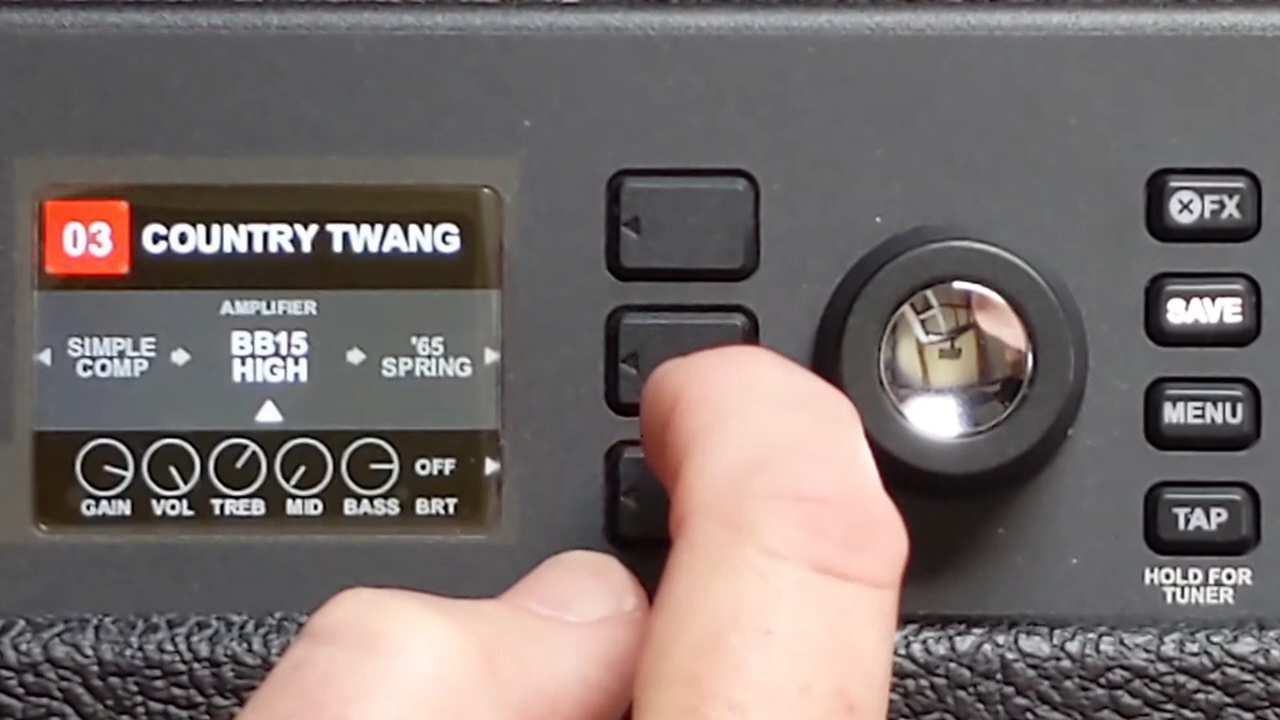 03 COUNTRY TWANG
AMPLIFIER
SIMPLE
COMP
BB15
HIGH
'65
SPRING
OFF
GAIN VOL TREB MID BASS BRT
FX
SAVE
MENU
TAP
HOLD FOR
TUNER